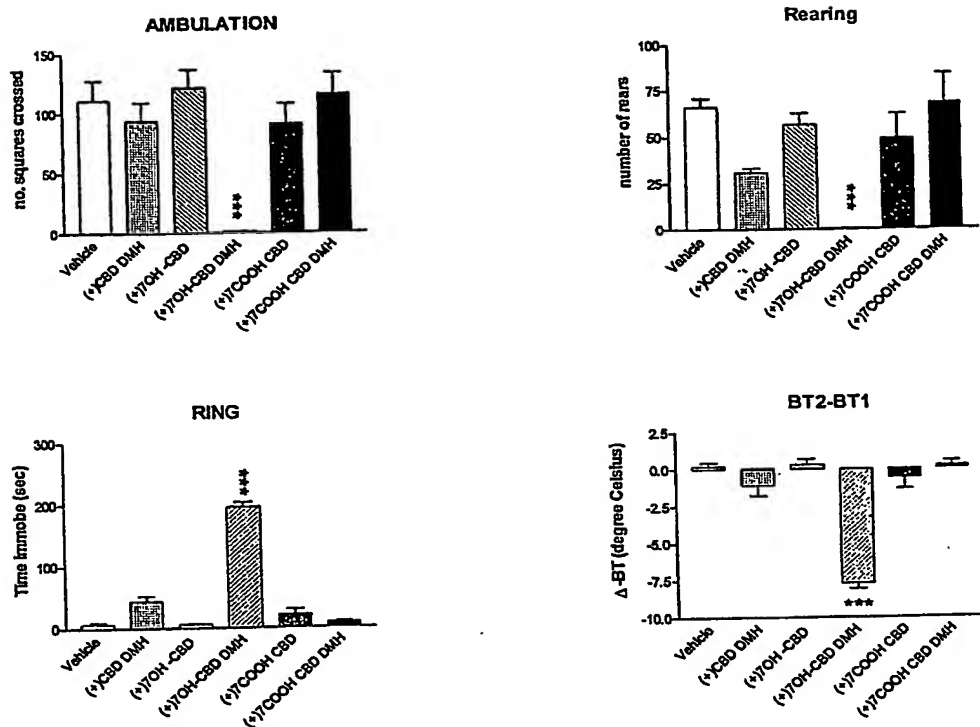 AMBULATION
no. squares crossed
150
100
50
0
***
Vehicle
(+)CBD DMH
(+)7OH -CBD
(+)7OH-CBD DMH
(+)7COOH CBD
(+)7COOH CBD DMH
Rearing
number of rears
100
75
50
25
0
***
Vehicle
(+)CBD DMH
(+)7OH -CBD
(+)7OH-CBD DMH
(+)7COOH CBD
(+)7COOH CBD DMH
RING
Time Immobe (sec)
300
200
100
0
***
Vehicle
(+)CBD DMH
(+)7OH -CBD
(+)7OH-CBD DMH
(+)7COOH CBD
(+)7COOH CBD DMH
BT2-BT1
Δ-BT (degree Celsius)
2.5
0.0
-2.5
-5.0
-7.5
-10.0
***
Vehicle
(+)CBD DMH
(+)7OH -CBD
(+)7OH-CBD DMH
(+)7COOH CBD
(+)7COOH CBD DMH